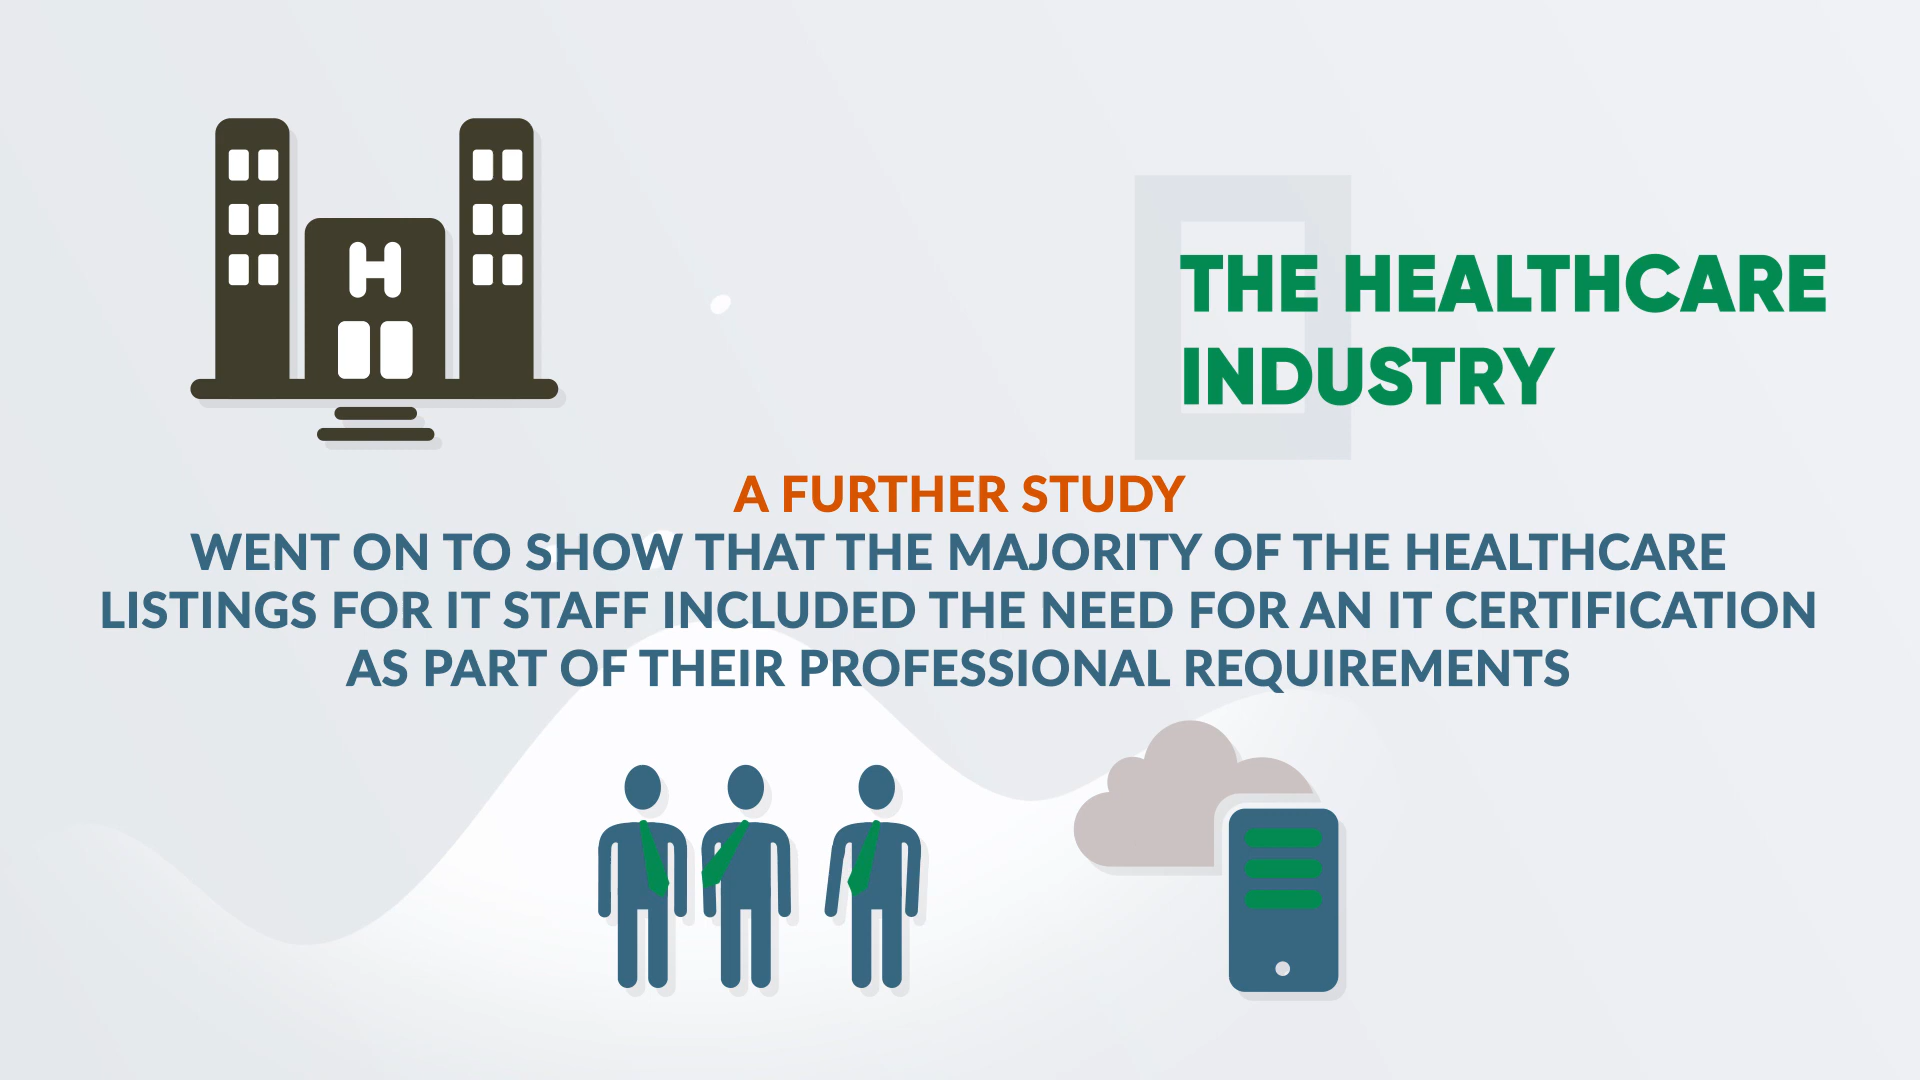 H
THE HEALTHCARE
INDUSTRY
A FURTHER STUDY
WENT ON TO SHOW THAT THE MAJORITY OF THE HEALTHCARE
LISTINGS FOR IT STAFF INCLUDED THE NEED FOR AN IT CERTIFICATION
AS PART OF THEIR PROFESSIONAL REQUIREMENTS